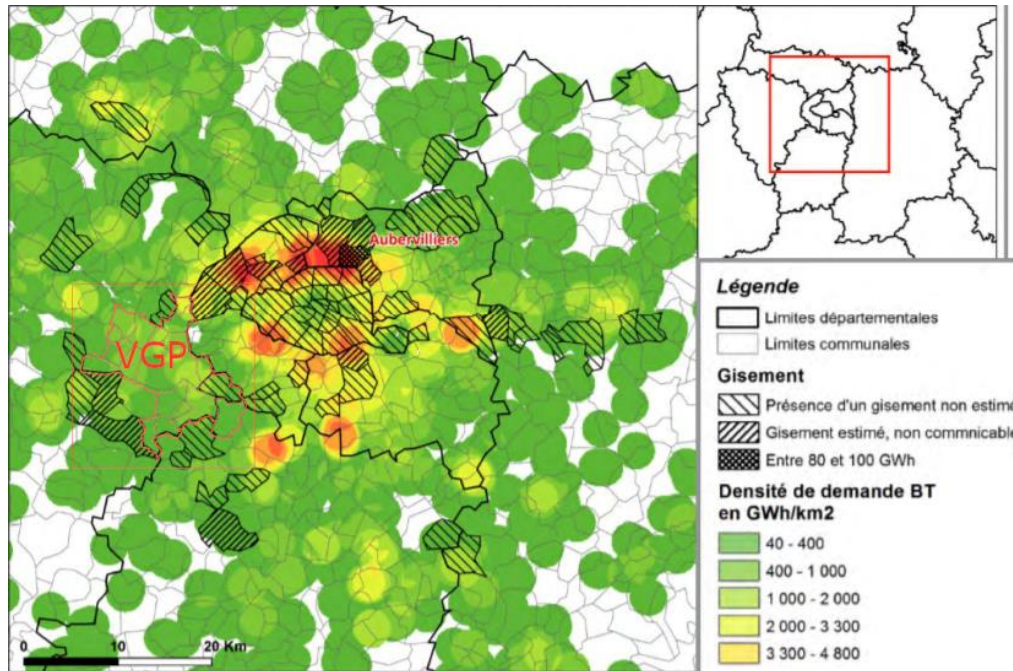 Aubervilliers
VGP
0 10 20 Km
Légende
Limites départementales
Limites communales
Gisement
Présence d'un gisement non estimé
Gisement estimé, non commnicable
Entre 80 et 100 GWh
Densité de demande BT
en GWh/km2
40 - 400
400 - 1 000
1 000 - 2 000
2 000 - 3 300
3 300 - 4 800